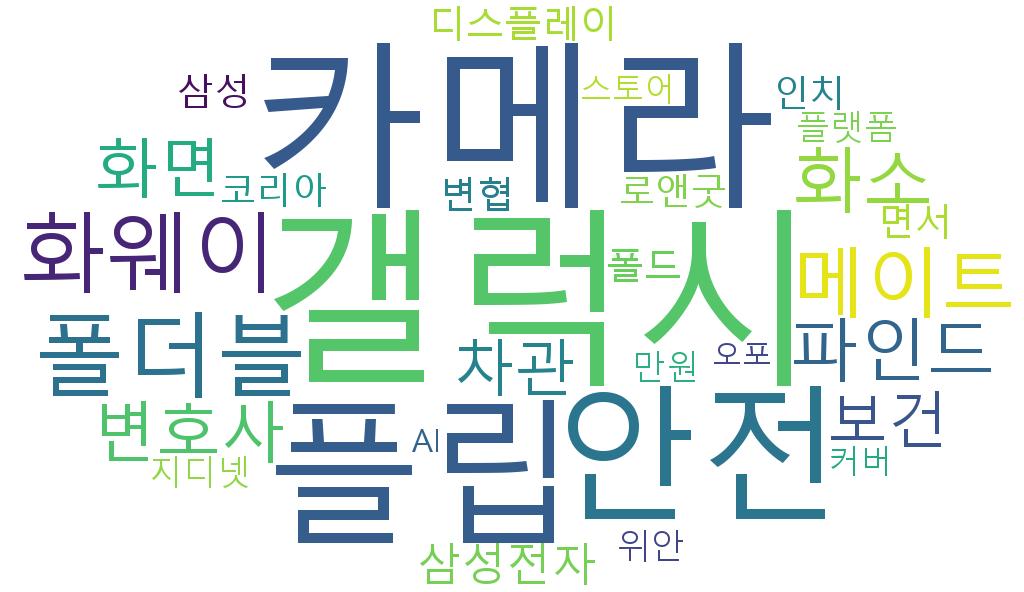 디스플레이
카메라
삼성
스토어
인치
플랫폼
화면
코리아
변협
로앤굿
화소
화웨이
갤럭시
폴드
면서
메이트
폴더블
차관
만원
오포
파인드
변호사
플립
AI
안전
보건
지디넷
커버
삼성전자
위안